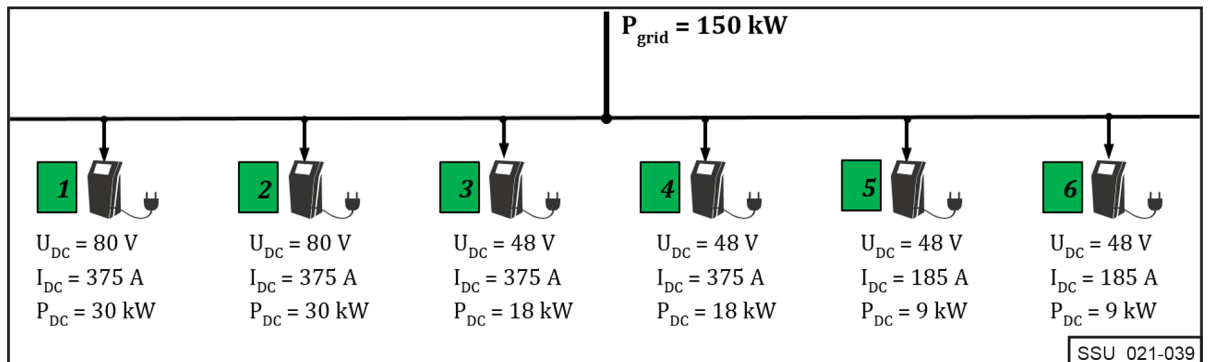 P_grid = 150 kW
1 2 3 4 5 6
U_DC = 80 V U_DC = 80 V U_DC = 48 V U_DC = 48 V U_DC = 48 V U_DC = 48 V
I_DC = 375 A I_DC = 375 A I_DC = 375 A I_DC = 375 A I_DC = 185 A I_DC = 185 A
P_DC = 30 kW P_DC = 30 kW P_DC = 18 kW P_DC = 18 kW P_DC = 9 kW P_DC = 9 kW
SSU_021-039